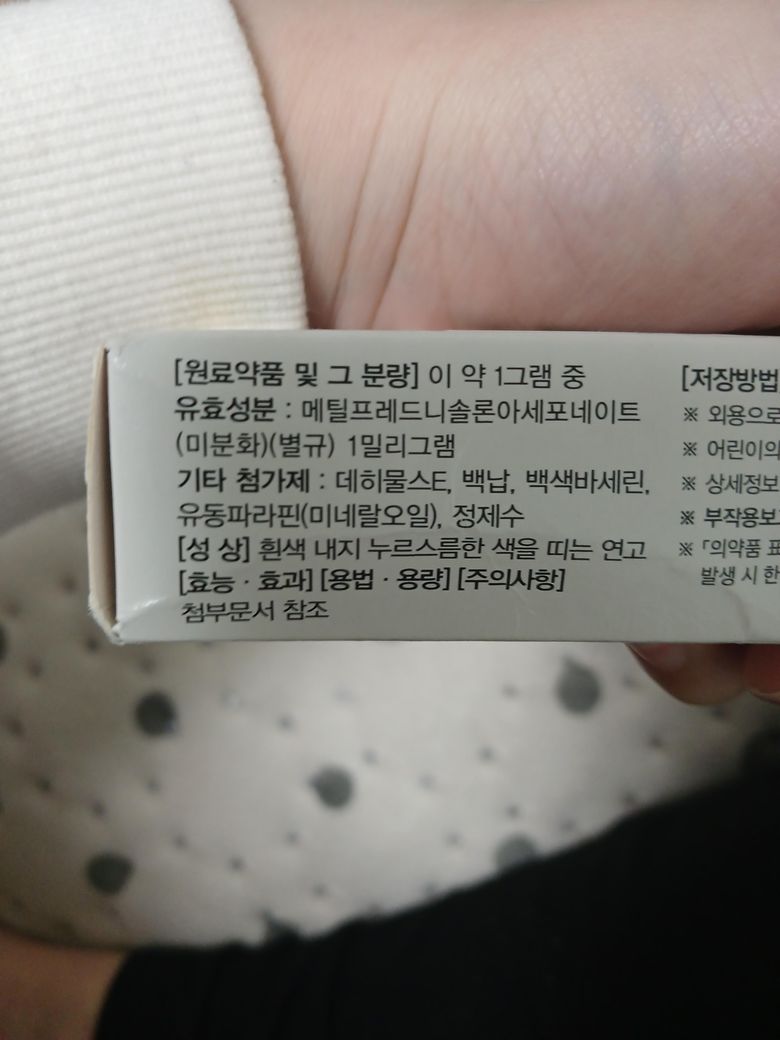 [원료약품 및 그 분량] 이 약 1그램 중
유효성분 : 메틸프레드니솔론아세포네이트
(미분화)(별규) 1밀리그램
기타 첨가제 : 데히물스E, 백납, 백색바세린,
유동파라핀(미네랄오일), 정제수
[성 상] 흰색 내지 누르스름한 색을 띠는 연고
[효능 · 효과] [용법 · 용량] [주의사항]
첨부문서 참조
[저장방법
※ 외용으로
※ 어린이의
※ 상세정보
※ 부작용보
※ 「의약품 표
발생 시 한